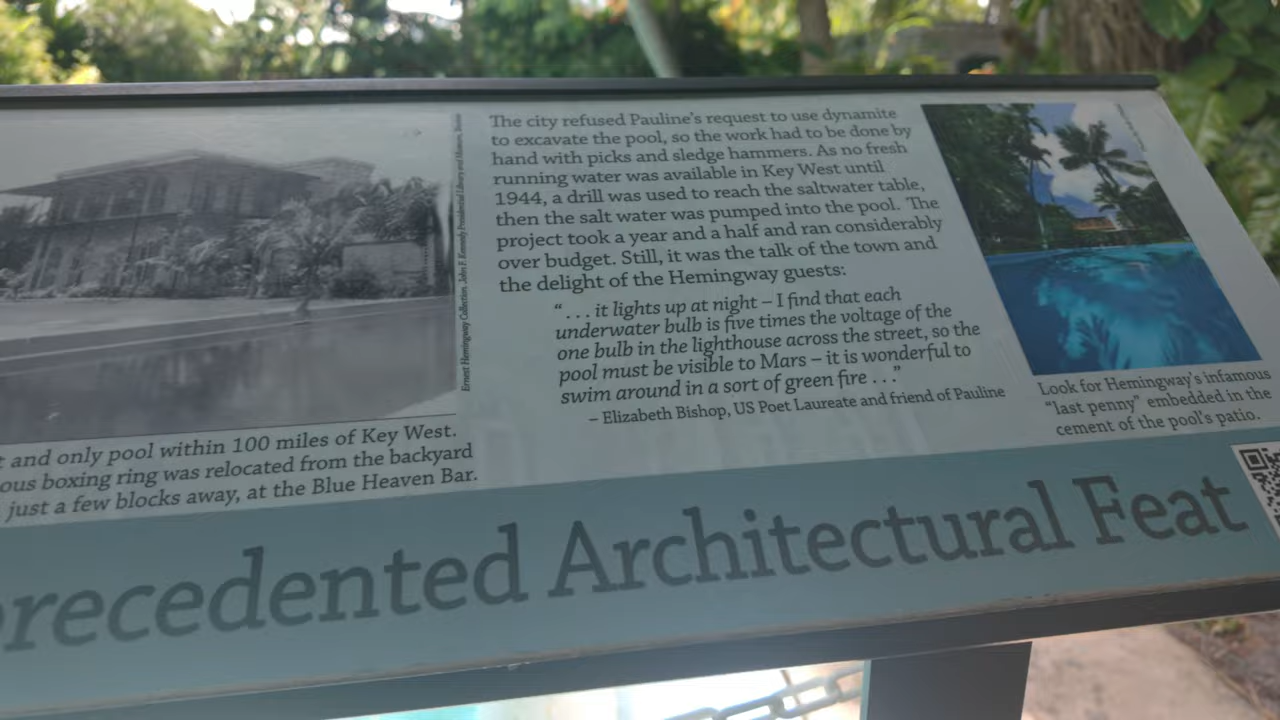 and only pool within 100 miles of Key West.
ous boxing ring was relocated from the backyard
just a few blocks away, at the Blue Heaven Bar.
Ernest Hemingway Collection, John F. Kennedy Presidential Library and Museum, Boston
The city refused Pauline's request to use dynamite
to excavate the pool, so the work had to be done by
hand with picks and sledge hammers. As no fresh
running water was available in Key West until
1944, a drill was used to reach the saltwater table,
then the salt water was pumped into the pool. The
project took a year and a half and ran considerably
over budget. Still, it was the talk of the town and
the delight of the Hemingway guests:
"... it lights up at night – I find that each
underwater bulb is five times the voltage of the
one bulb in the lighthouse across the street, so the
pool must be visible to Mars – it is wonderful to
swim around in a sort of green fire ..."
– Elizabeth Bishop, US Poet Laureate and friend of Pauline
Look for Hemingway's infamous
"last penny" embedded in the
cement of the pool's patio.
precedented Architectural Feat